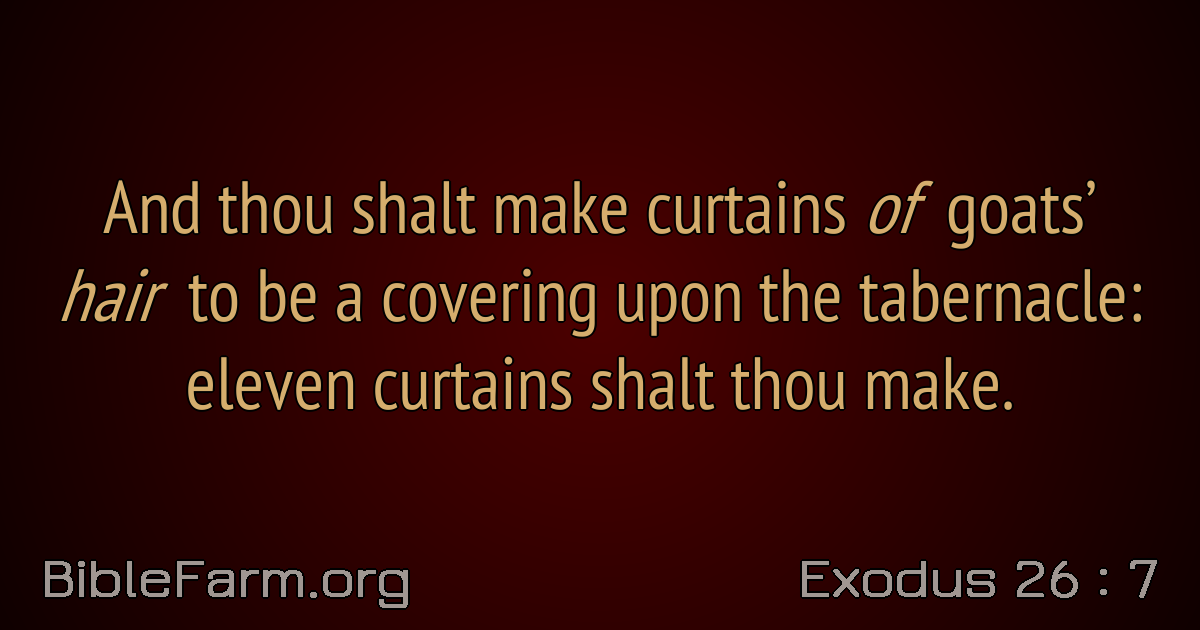 And thou shalt make curtains of goats’
hair to be a covering upon the tabernacle:
eleven curtains shalt thou make.
BibleFarm.org
Exodus 26 : 7